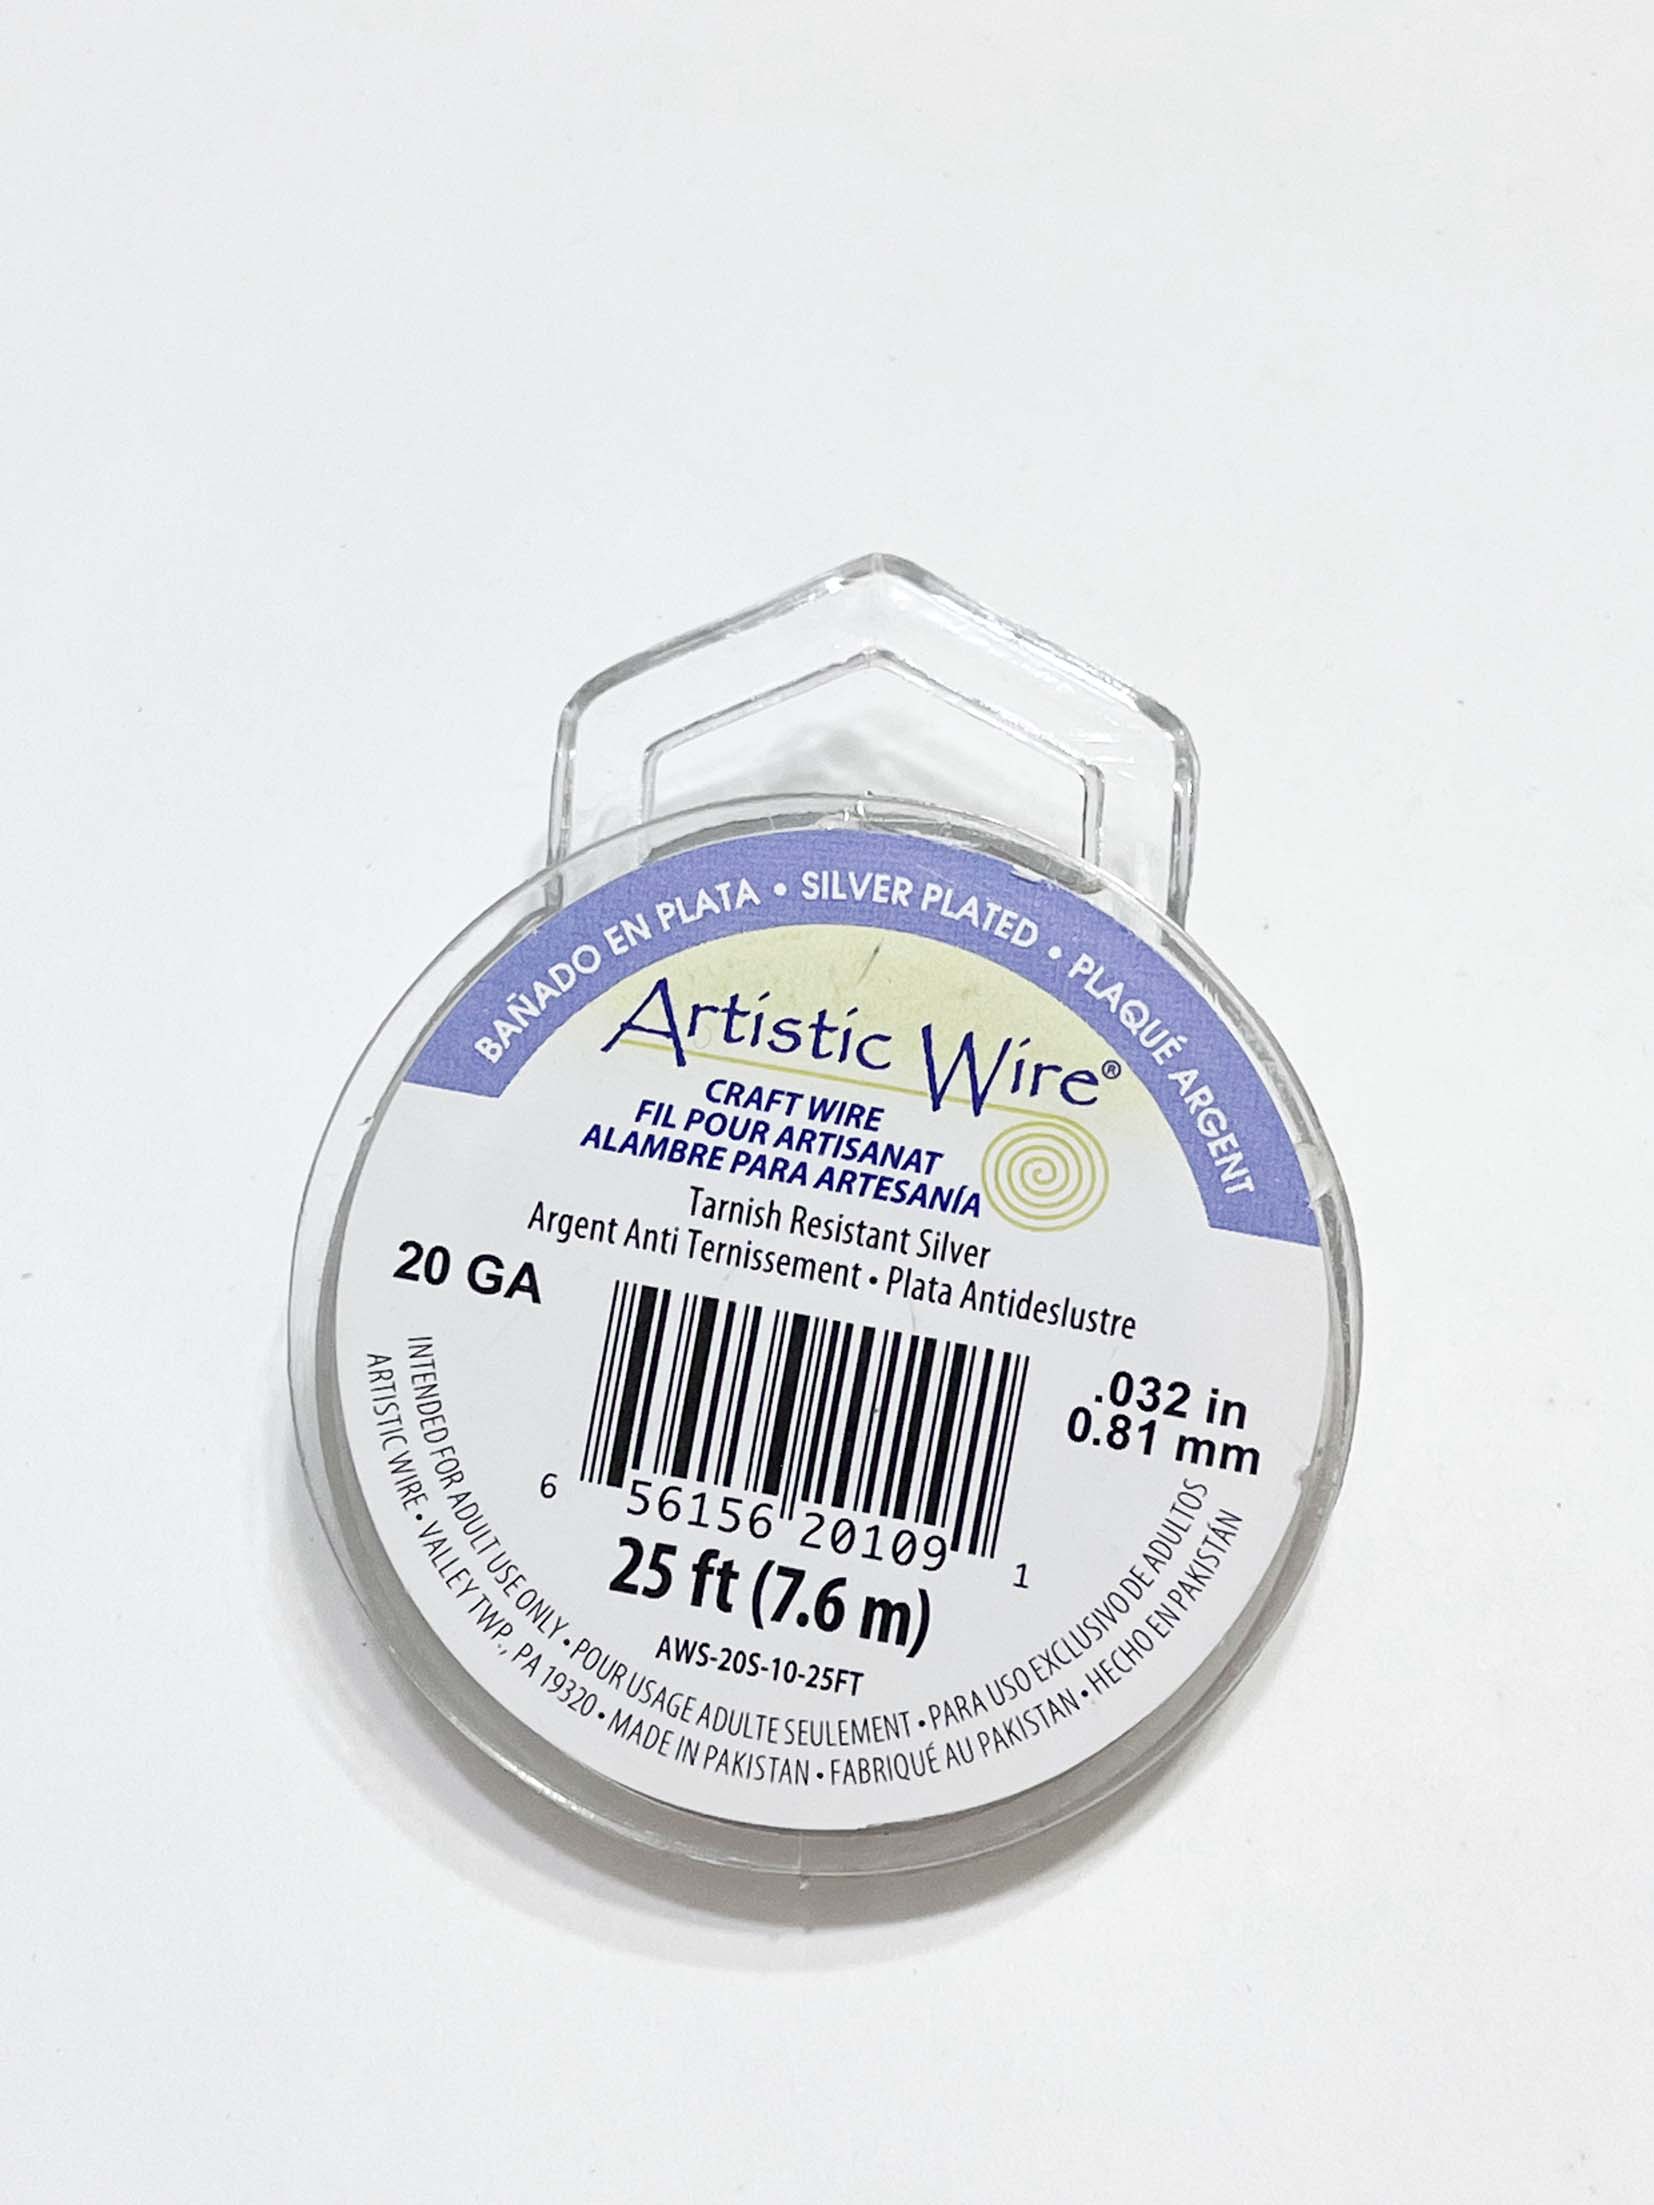 BAÑADO EN PLATA • SILVER PLATED • PLAQUÉ ARGENT
Artistic Wire®
CRAFT WIRE
FIL POUR ARTISANAT
ALAMBRE PARA ARTESANÍA
Tarnish Resistant Silver
Argent Anti Ternissement • Plata Antideslustre
20 GA
.032 in
0.81 mm
6 56156 20109 1
25 ft (7.6 m)
AWS-20S-10-25FT
INTENDED FOR ADULT USE ONLY • POUR USAGE ADULTE SEULEMENT • PARA USO EXCLUSIVO DE ADULTOS
ARTISTIC WIRE • VALLEY TWP., PA 19320 • MADE IN PAKISTAN • FABRIQUÉ AU PAKISTAN • HECHO EN PAKISTÁN